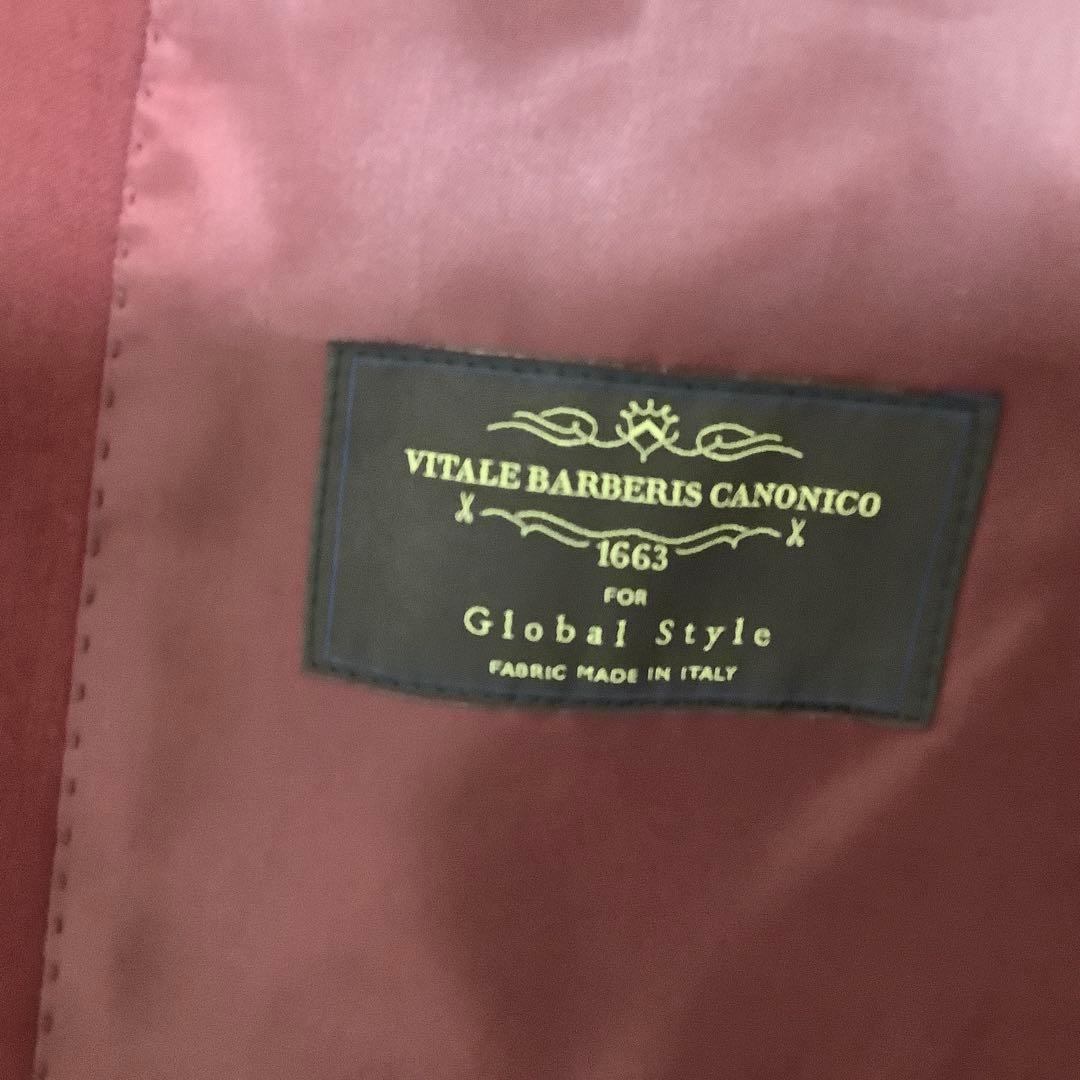 VITALE BARBERIS CANONICO
1663
FOR
Global Style
FABRIC MADE IN ITALY